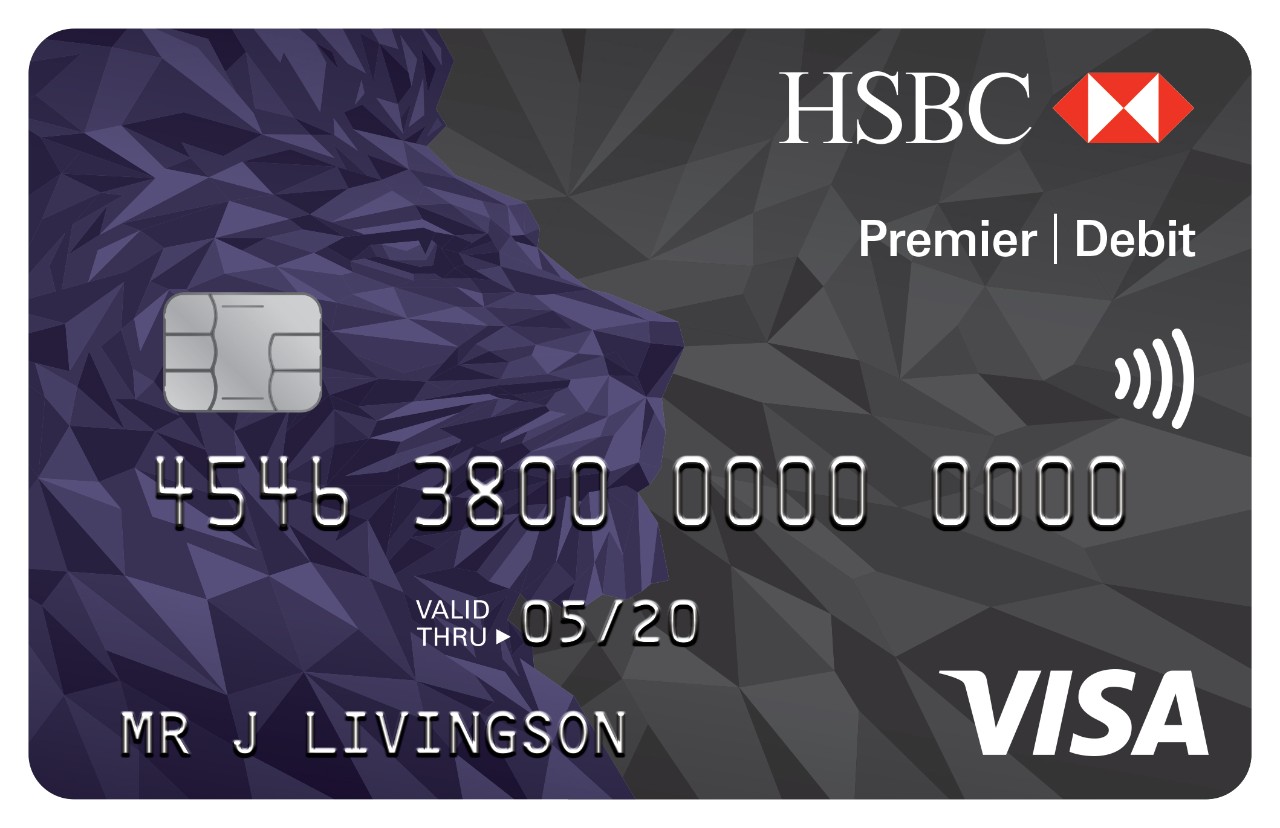 HSBC
Premier | Debit
4546 3800 0000 0000
VALID
THRU ▶ 05/20
MR J LIVINGSON
VISA